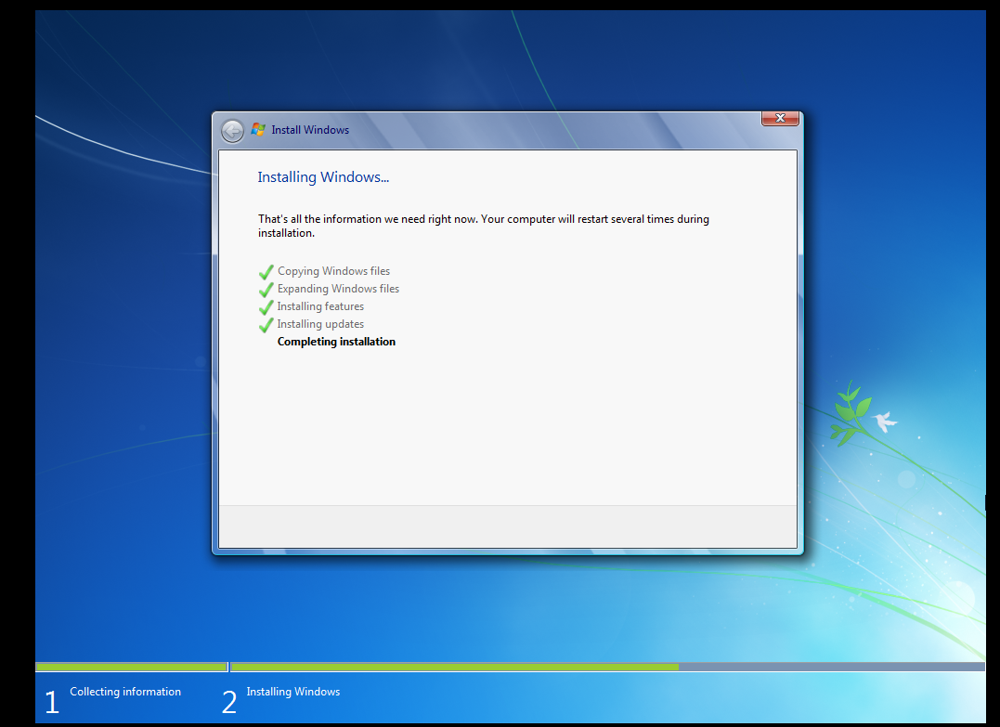 Install Windows
Installing Windows...
That's all the information we need right now. Your computer will restart several times during
installation.
Copying Windows files
Expanding Windows files
Installing features
Installing updates
Completing installation
1 Collecting information
2 Installing Windows